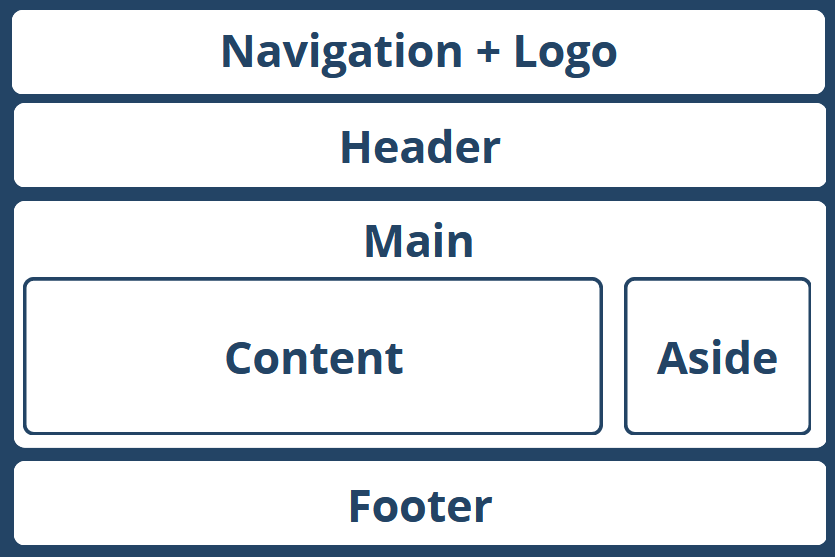 Navigation + Logo
Header
Main
Content
Aside
Footer